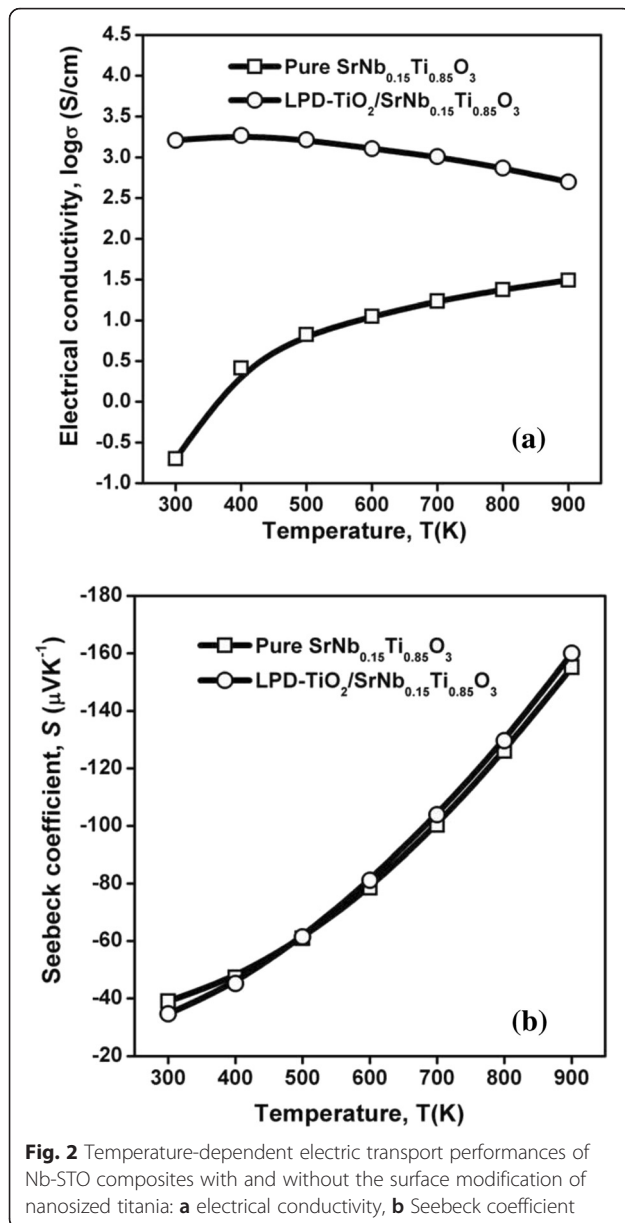 4.5
4.0
3.5
3.0
2.5
2.0
1.5
1.0
0.5
0.0
-0.5
-1.0
Electrical conductivity, logσ (S/cm)
Pure SrNb0.15Ti0.85O3
LPD-TiO2/SrNb0.15Ti0.85O3
(a)
300 400 500 600 700 800 900
Temperature, T(K)
-180
-160
-140
-120
-100
-80
-60
-40
-20
Seebeck coefficient, S (μVK-1)
Pure SrNb0.15Ti0.85O3
LPD-TiO2/SrNb0.15Ti0.85O3
(b)
300 400 500 600 700 800 900
Temperature, T(K)
Fig. 2 Temperature-dependent electric transport performances of
Nb-STO composites with and without the surface modification of
nanosized titania: a electrical conductivity, b Seebeck coefficient